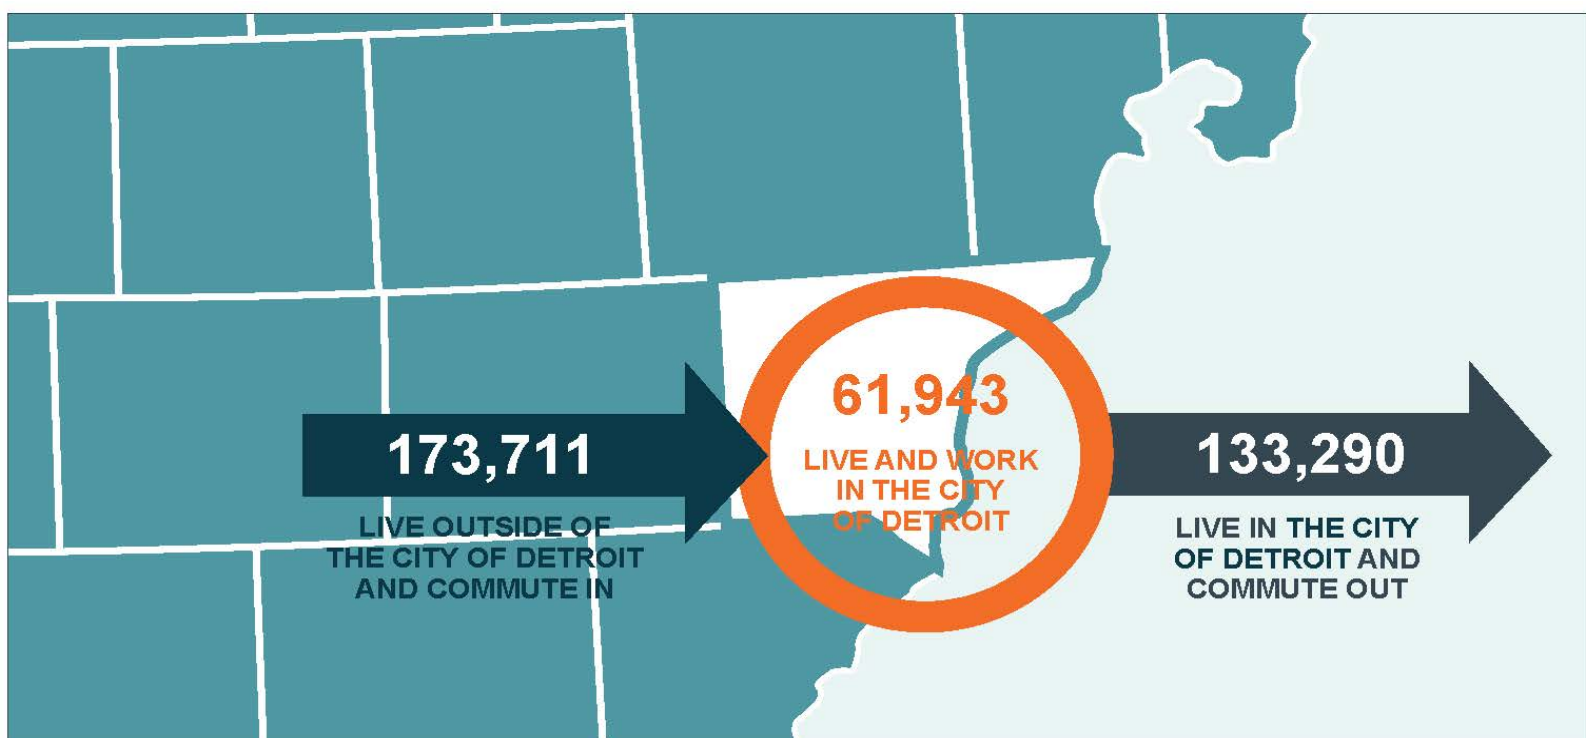 173,711
LIVE OUTSIDE OF
THE CITY OF DETROIT
AND COMMUTE IN
61,943
LIVE AND WORK
IN THE CITY
OF DETROIT
133,290
LIVE IN THE CITY
OF DETROIT AND
COMMUTE OUT